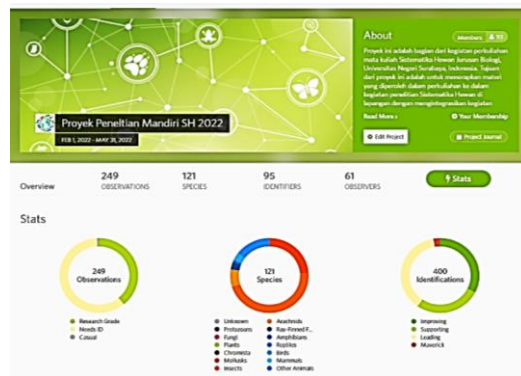 About
Members
Proyek ini adalah bagian dari kegiatan perkuliahan
mata kuliah Sistematika Hewan Jurusan Biologi,
Universitas Negeri Surabaya, Indonesia. Tujuan
dari proyek ini adalah untuk menerapkan materi
yang diperoleh dalam perkuliahan ke dalam
kegiatan penelitian Sistematika Hewan di
lapangan dengan mengintegrasikan kegiatan
Read More ›
Your Membership
Edit Project
Project Journal
Proyek Peneltian Mandiri SH 2022
FEB 1, 2022 - MAY 31, 2022
Overview
249
OBSERVATIONS
121
SPECIES
95
IDENTIFIERS
61
OBSERVERS
Stats
Stats
249
Observations
Research Grade
Needs ID
Casual
121
Species
Unknown
Protozoans
Fungi
Plants
Chromista
Mollusks
Insects
Arachnids
Ray-Finned F...
Amphibians
Reptiles
Birds
Mammals
Other Animals
400
Identifications
Improving
Supporting
Leading
Maverick